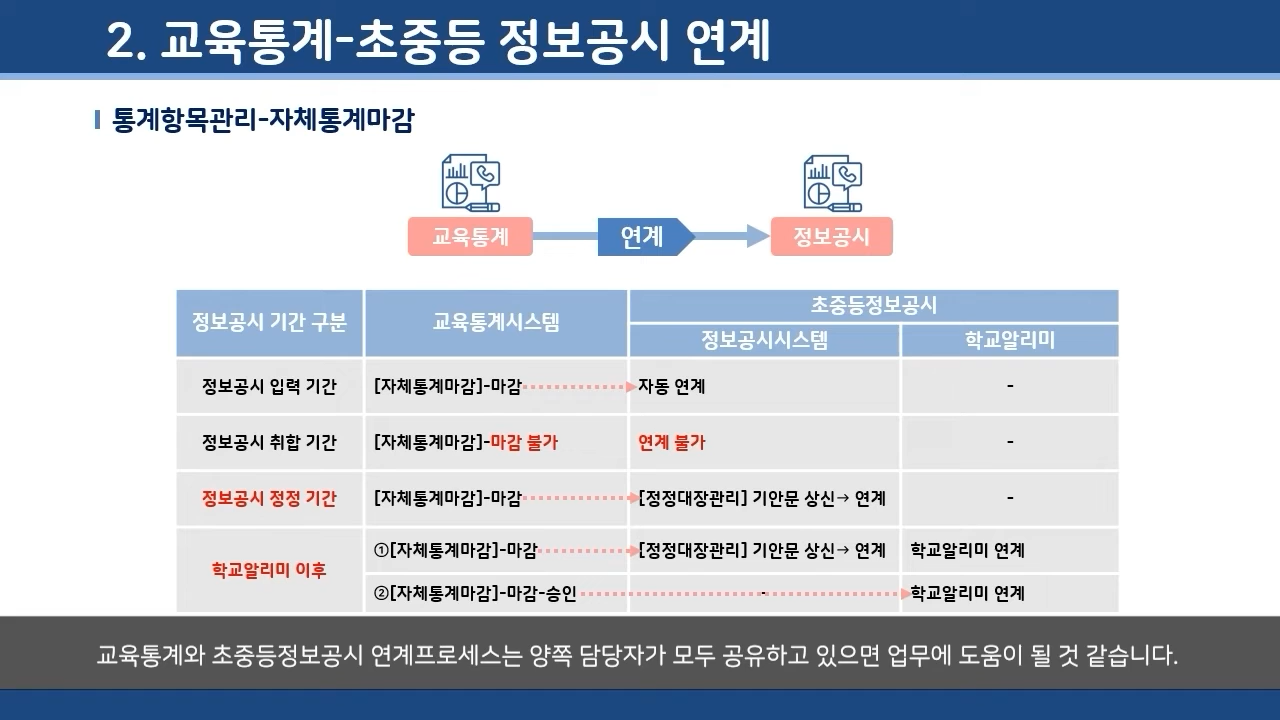 2. 교육통계-초중등 정보공시 연계
통계항목관리-자체통계마감
교육통계 연계 정보공시
정보공시 기간 구분 교육통계시스템 초중등정보공시
정보공시시스템 학교알리미
정보공시 입력 기간 [자체통계마감]-마감 자동 연계 -
정보공시 취합 기간 [자체통계마감]-마감 불가 연계 불가 -
정보공시 정정 기간 [자체통계마감]-마감 [정정대장관리] 기안문 상신→ 연계 -
학교알리미 이후 ①[자체통계마감]-마감 [정정대장관리] 기안문 상신→ 연계 학교알리미 연계
②[자체통계마감]-마감-승인 - 학교알리미 연계
교육통계와 초중등정보공시 연계프로세스는 양쪽 담당자가 모두 공유하고 있으면 업무에 도움이 될 것 같습니다.